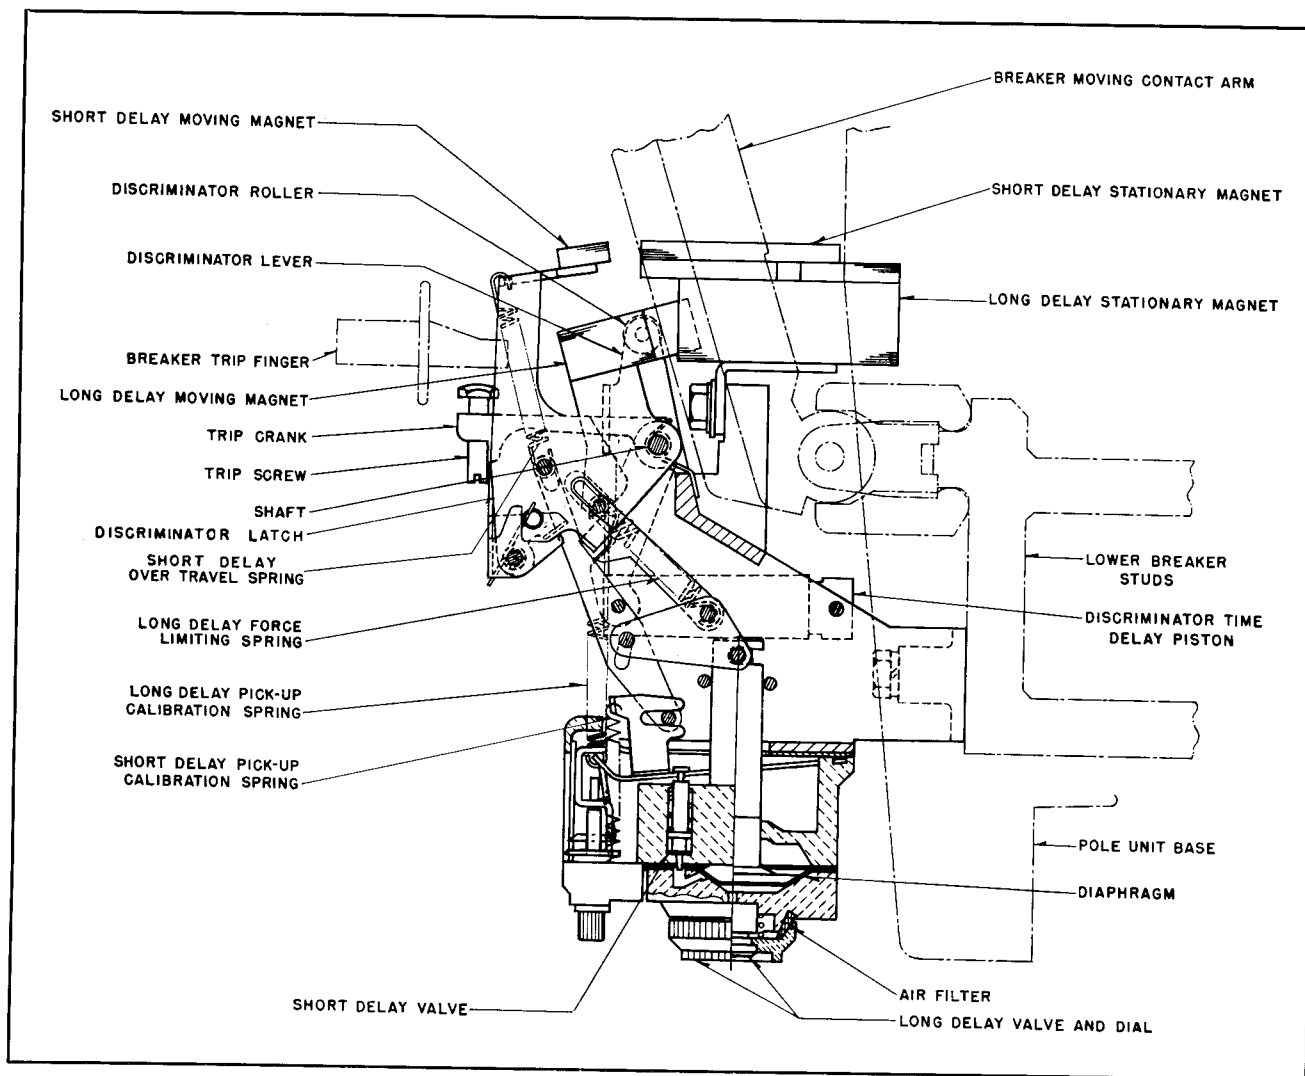 SHORT DELAY MOVING MAGNET
DISCRIMINATOR ROLLER
DISCRIMINATOR LEVER
BREAKER TRIP FINGER
LONG DELAY MOVING MAGNET
TRIP CRANK
TRIP SCREW
SHAFT
DISCRIMINATOR LATCH
SHORT DELAY
OVER TRAVEL SPRING
LONG DELAY FORCE
LIMITING SPRING
LONG DELAY PICK-UP
CALIBRATION SPRING
SHORT DELAY PICK-UP
CALIBRATION SPRING
SHORT DELAY VALVE
BREAKER MOVING CONTACT ARM
SHORT DELAY STATIONARY MAGNET
LONG DELAY STATIONARY MAGNET
LOWER BREAKER
STUDS
DISCRIMINATOR TIME
DELAY PISTON
POLE UNIT BASE
DIAPHRAGM
AIR FILTER
LONG DELAY VALVE AND DIAL